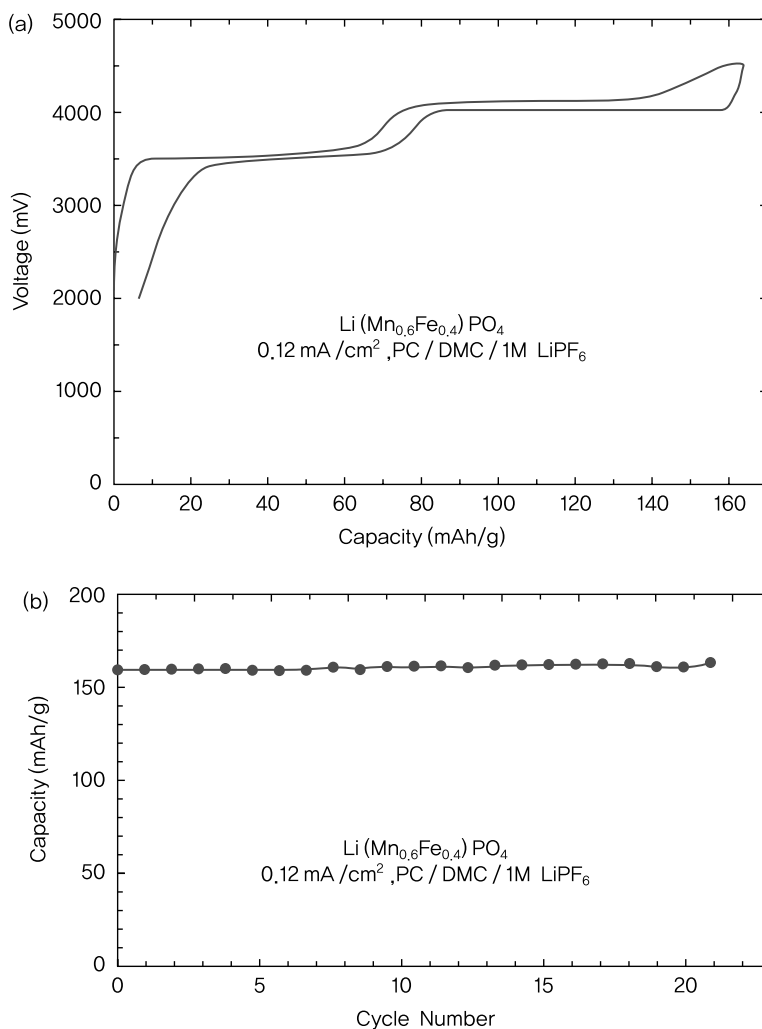 (a)
5000
4000
3000
2000
1000
0
Voltage (mV)
0 20 40 60 80 100 120 140 160
Capacity (mAh/g)
Li (Mn0.6Fe0.4) PO4
0.12 mA / cm2 ,PC / DMC / 1M LiPF6
(b)
200
150
100
50
0
Capacity (mAh/g)
0 5 10 15 20
Cycle Number
Li (Mn0.6Fe0.4) PO4
0.12 mA / cm2 ,PC / DMC / 1M LiPF6